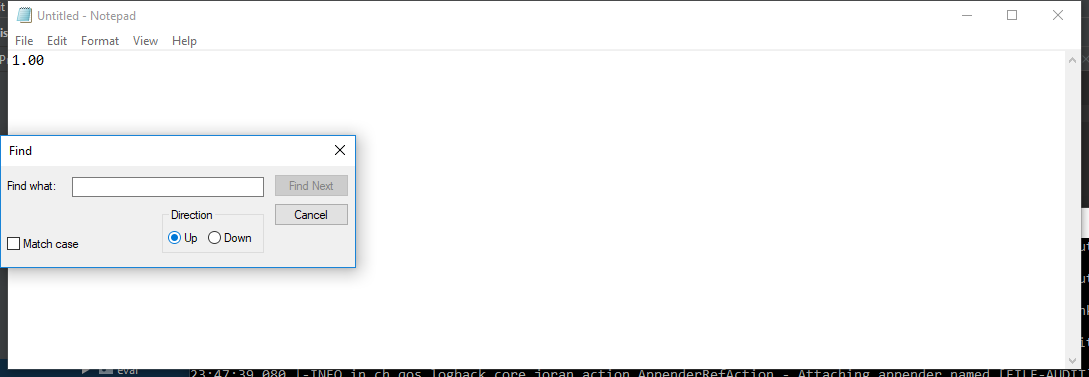 Untitled - Notepad
File Edit Format View Help
1.00
Find
Find what:
Find Next
Cancel
Direction
Up Down
Match case
eval
23:47:39,080 |-INFO in ch.qos.logback.core.joran.action.AppenderRefAction - Attaching appender named [FILE-AUDIT